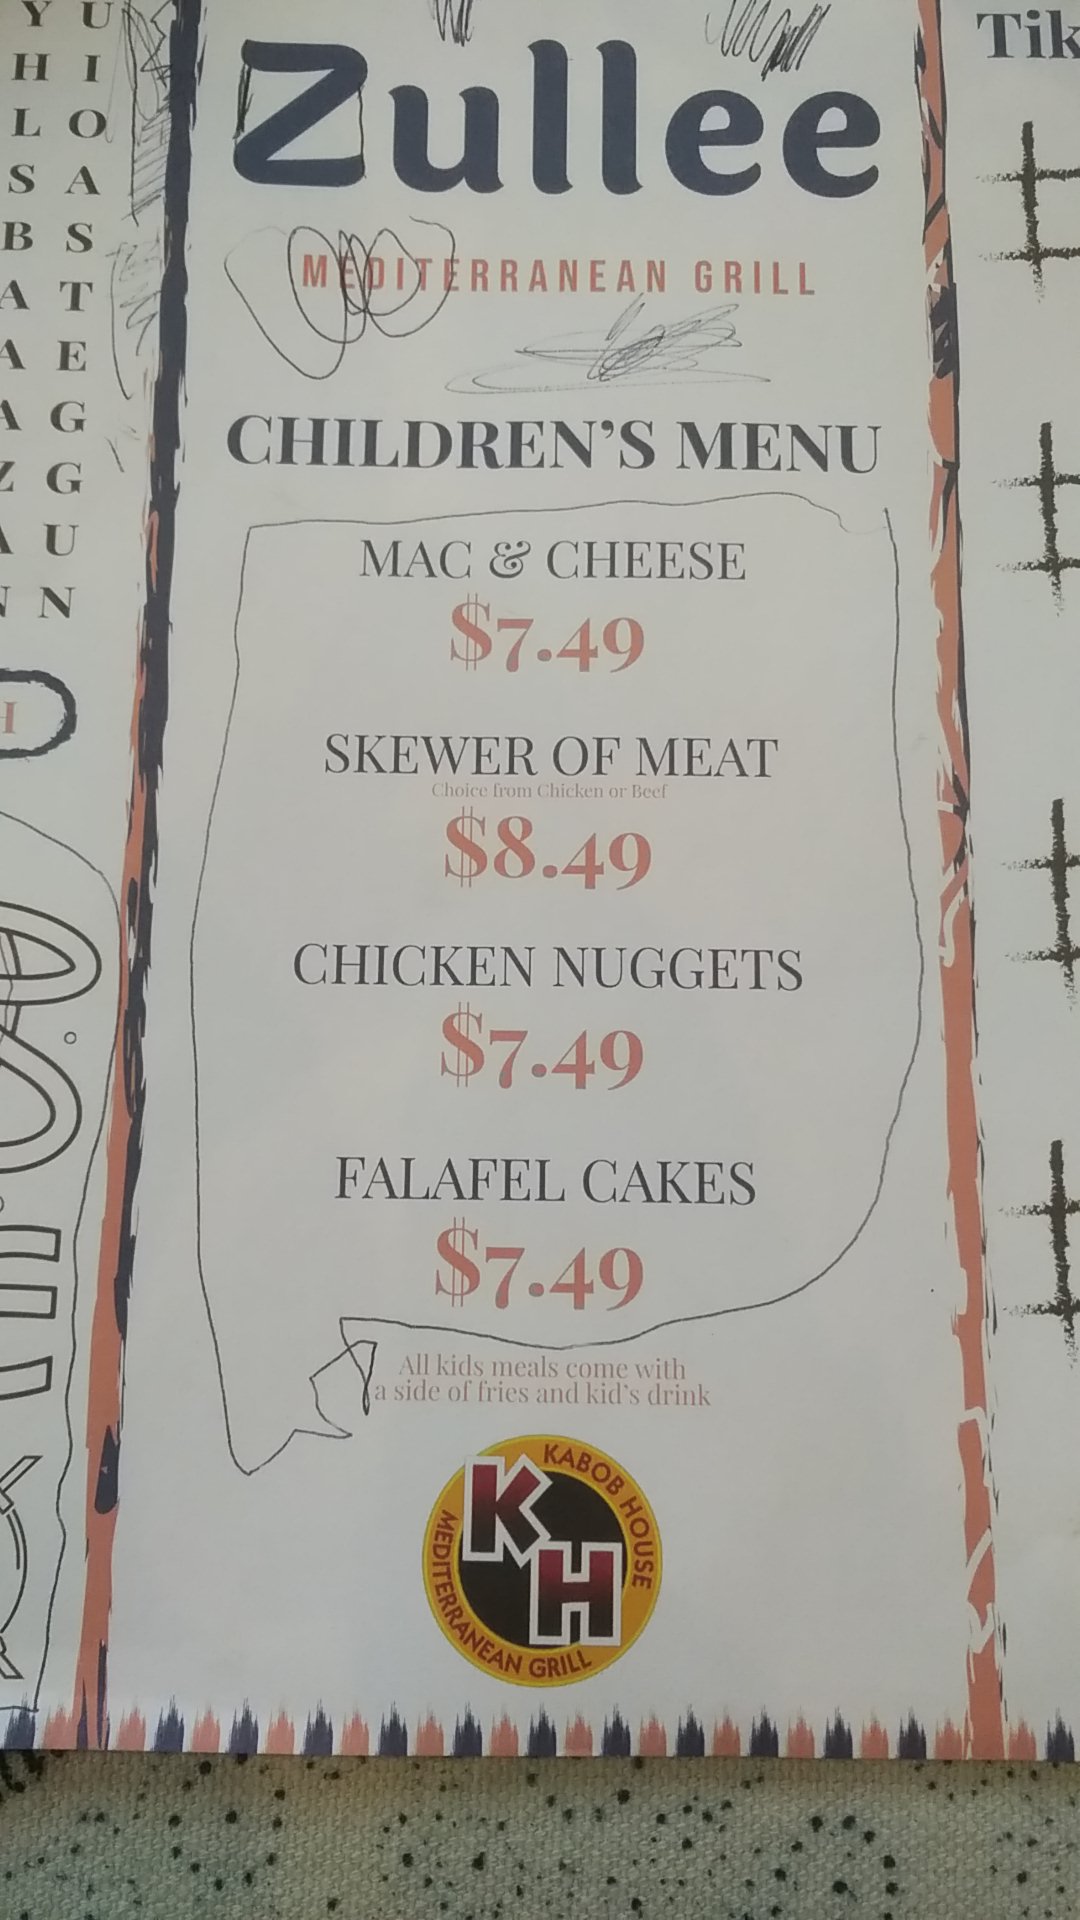 Y U
H I
L O
S A
B S
A T
A E
A G
Z G
A U
N N
H
Zullee
MEDITERRANEAN GRILL
CHILDREN'S MENU
MAC & CHEESE
$7.49
SKEWER OF MEAT
Choice from Chicken or Beef
$8.49
CHICKEN NUGGETS
$7.49
FALAFEL CAKES
$7.49
All kids meals come with
a side of fries and kid's drink
KABOB HOUSE
KH
MEDITERRANEAN GRILL
Tik